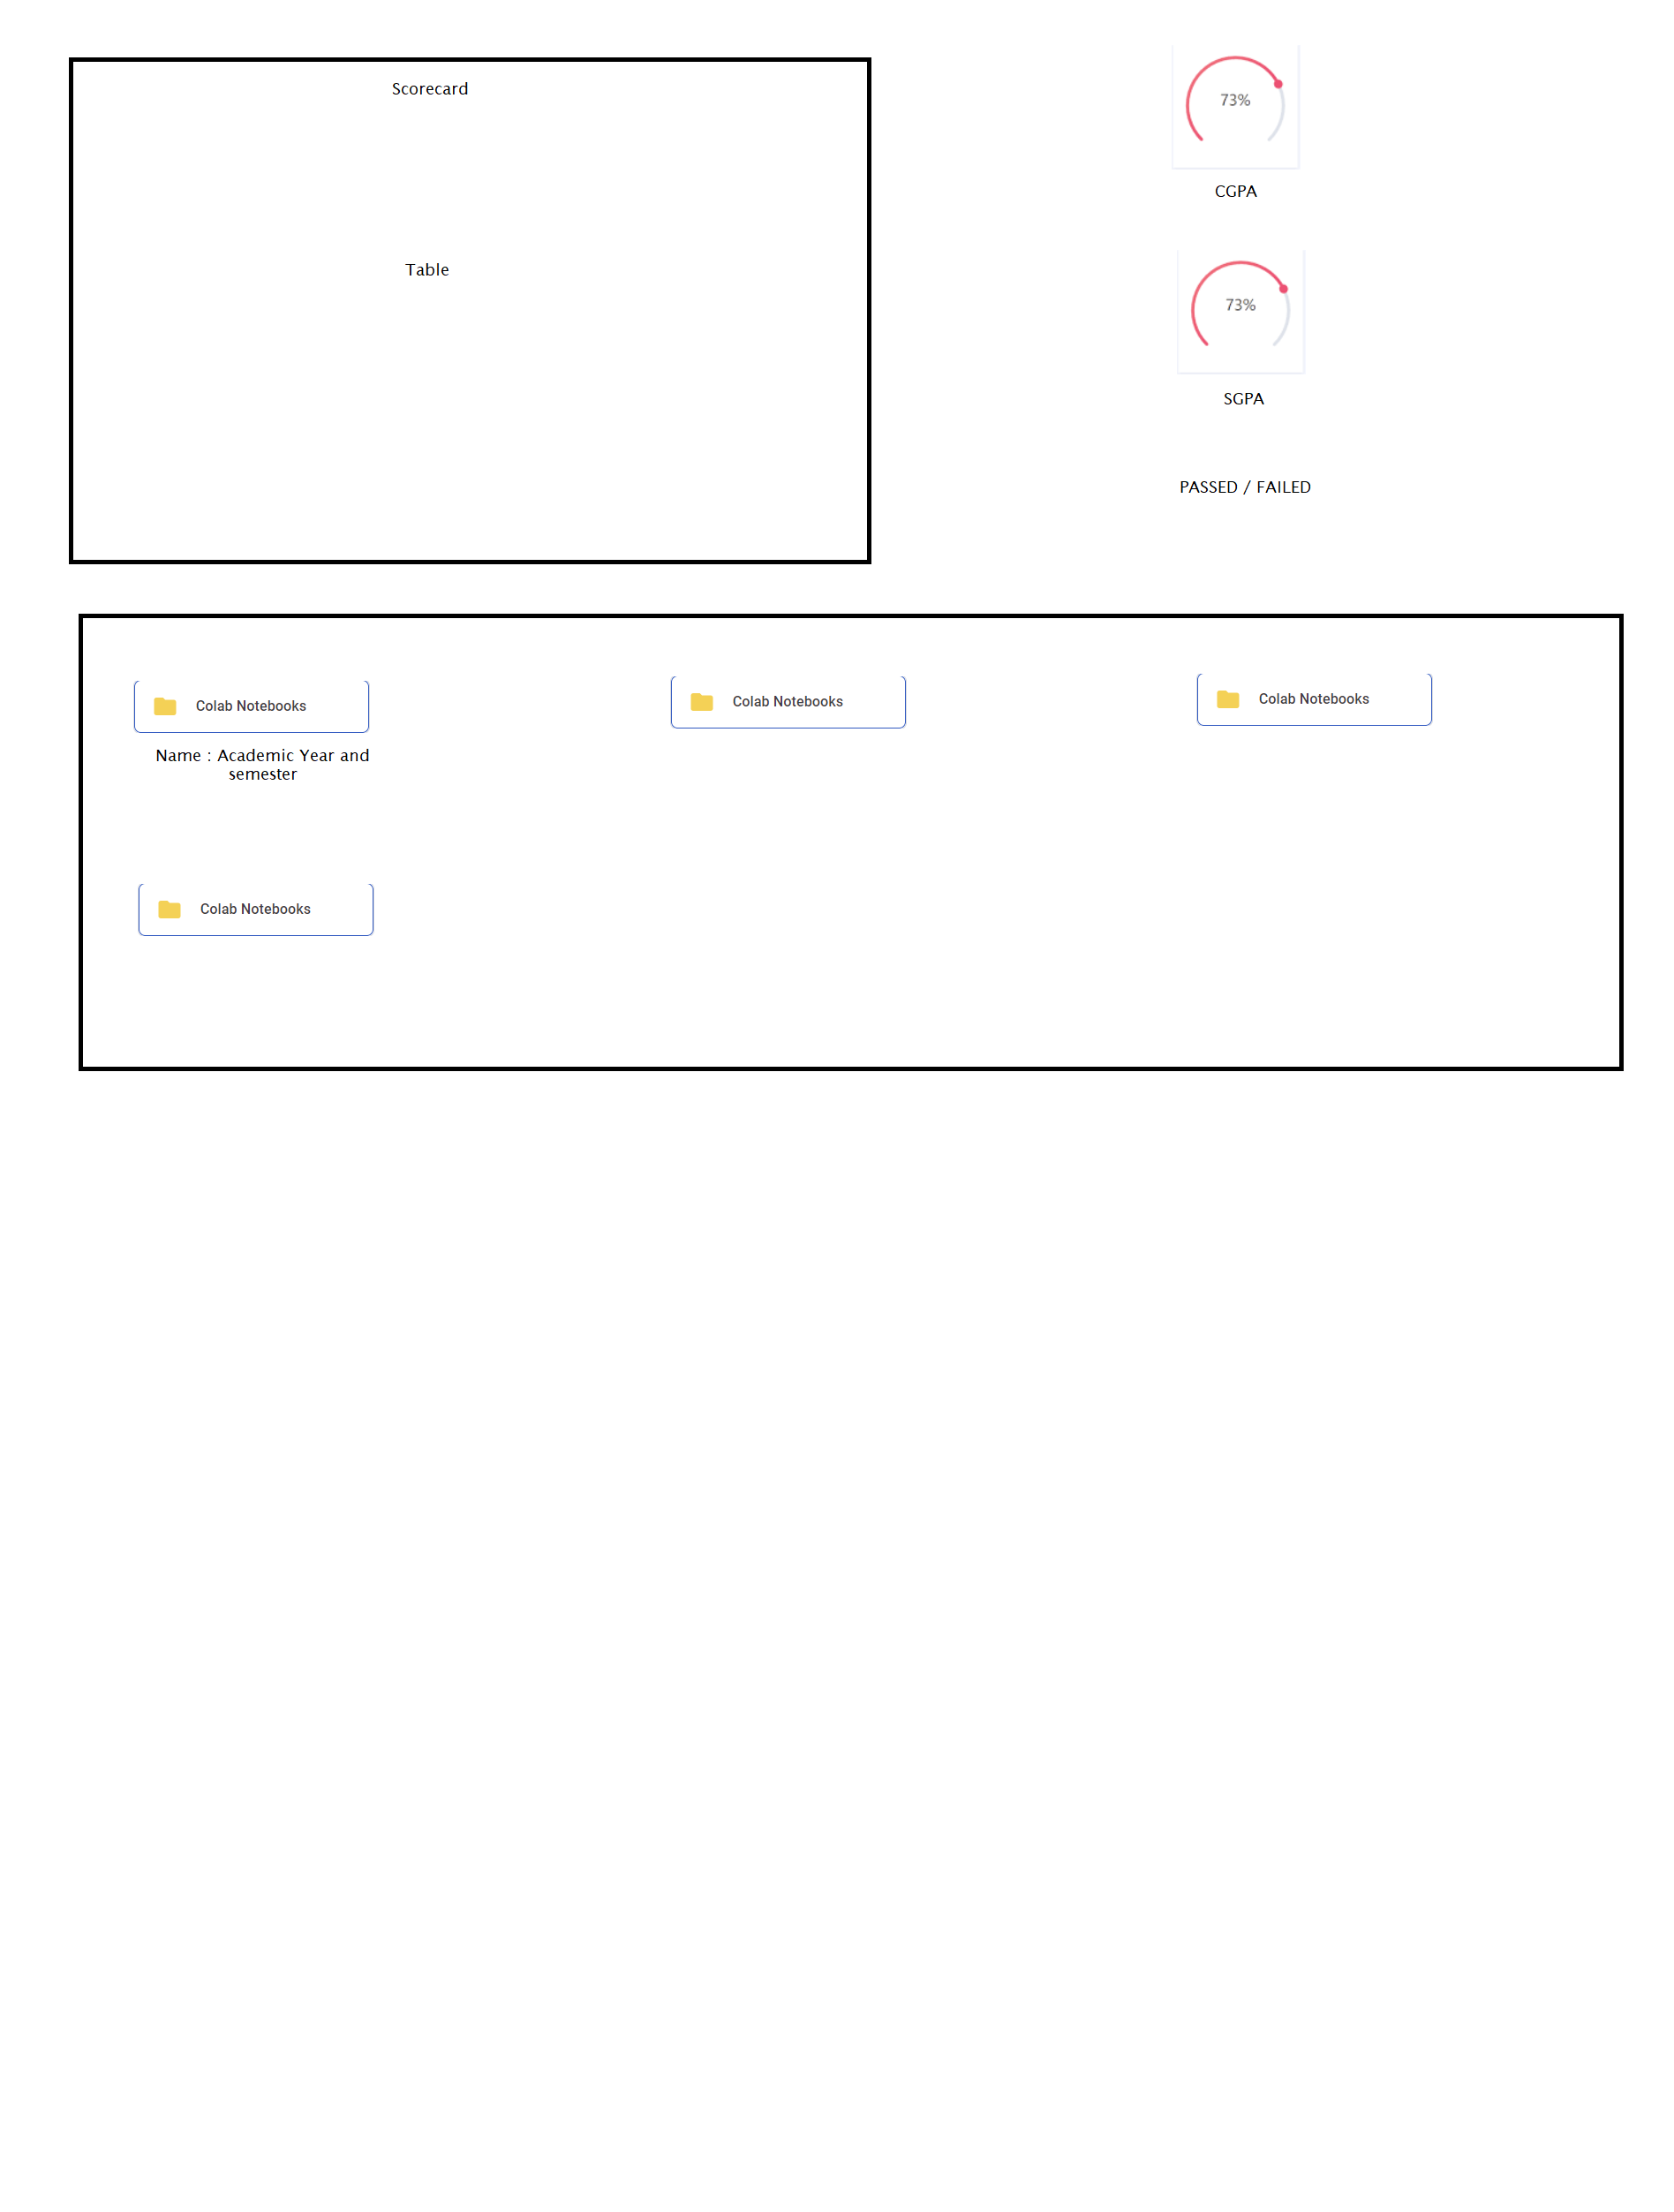 Scorecard
Table
73%
CGPA
73%
SGPA
PASSED / FAILED
Colab Notebooks
Colab Notebooks
Colab Notebooks
Name : Academic Year and
semester
Colab Notebooks